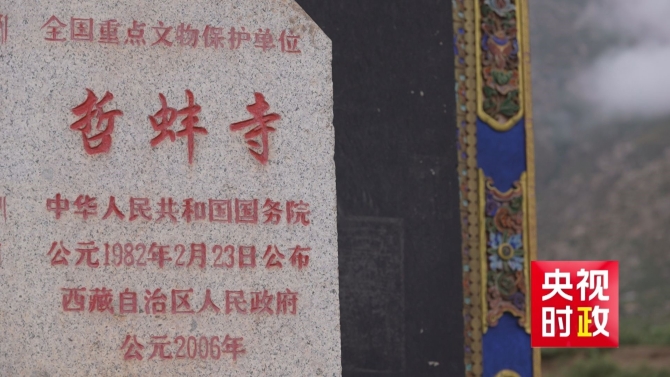 全国重点文物保护单位
哲蚌寺
中华人民共和国国务院
公元1982年2月23日公布
西藏自治区人民政府
公元2006年
央视
时政